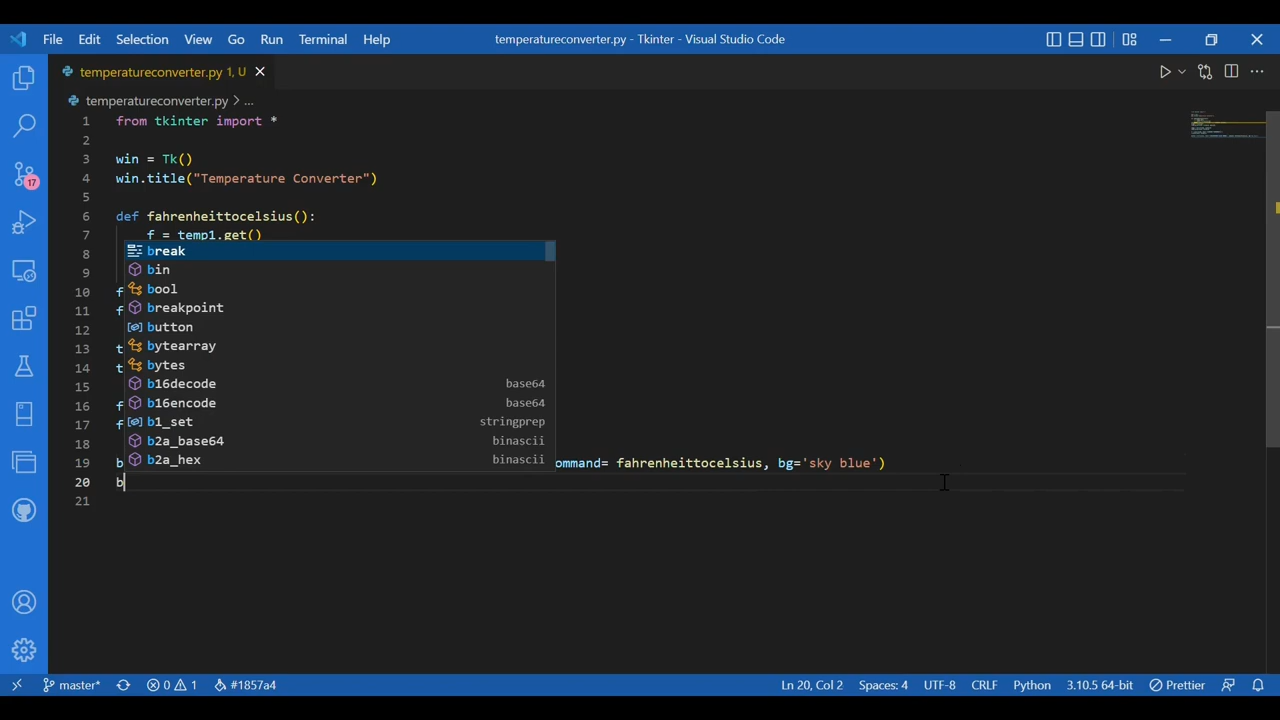 File Edit Selection View Go Run Terminal Help
temperatureconverter.py - Tkinter - Visual Studio Code
temperatureconverter.py 1, U
temperatureconverter.py > ...
1 from tkinter import *
2
3 win = Tk()
4 win.title("Temperature Converter")
5
6 def fahrenheittocelsius():
7 f = temp1.get()
8 break
9 bin
bool
10 f
breakpoint
11 f
12 button
13 t bytearray
14 t bytes
15 b16decode base64
16 f b16encode base64
17 f b1_set stringprep
18 b2a_base64 binascii
19 b b2a_hex binascii ommand= fahrenheittocelsius, bg='sky blue')
20 b
21
17
master* 0 1 #1857a4 Ln 20, Col 2 Spaces: 4 UTF-8 CRLF Python 3.10.5 64-bit Prettier